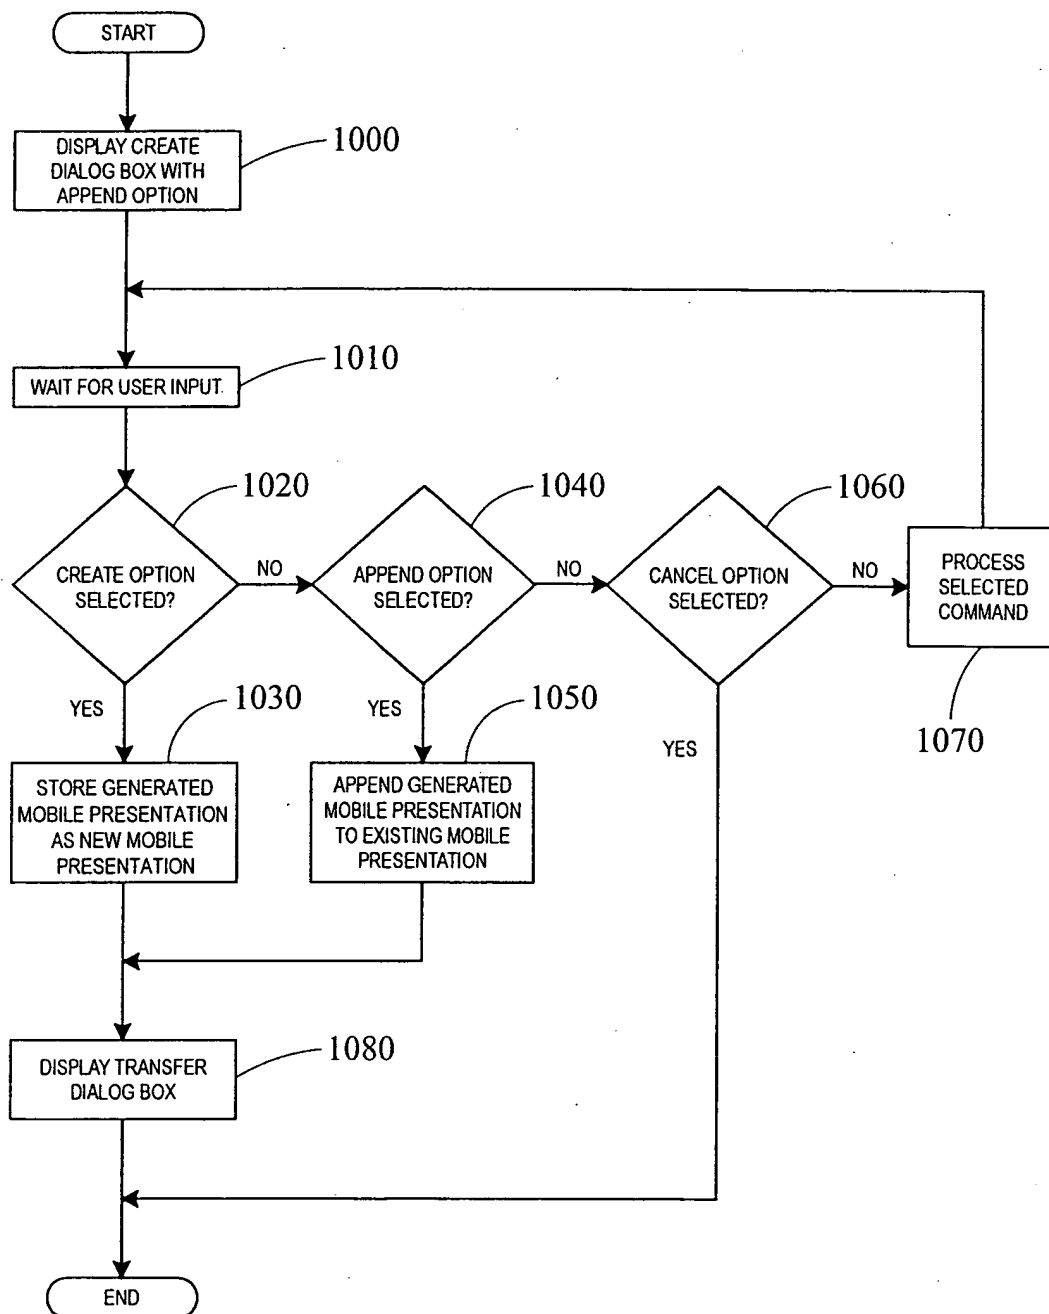 START
DISPLAY CREATE
DIALOG BOX WITH
APPEND OPTION
1000
WAIT FOR USER INPUT.
1010
CREATE OPTION
SELECTED?
1020
NO
APPEND OPTION
SELECTED?
1040
NO
CANCEL OPTION
SELECTED?
1060
NO
PROCESS
SELECTED
COMMAND
1070
YES
STORE GENERATED
MOBILE PRESENTATION
AS NEW MOBILE
PRESENTATION
1030
YES
APPEND GENERATED
MOBILE PRESENTATION
TO EXISTING MOBILE
PRESENTATION
1050
YES
DISPLAY TRANSFER
DIALOG BOX
1080
END